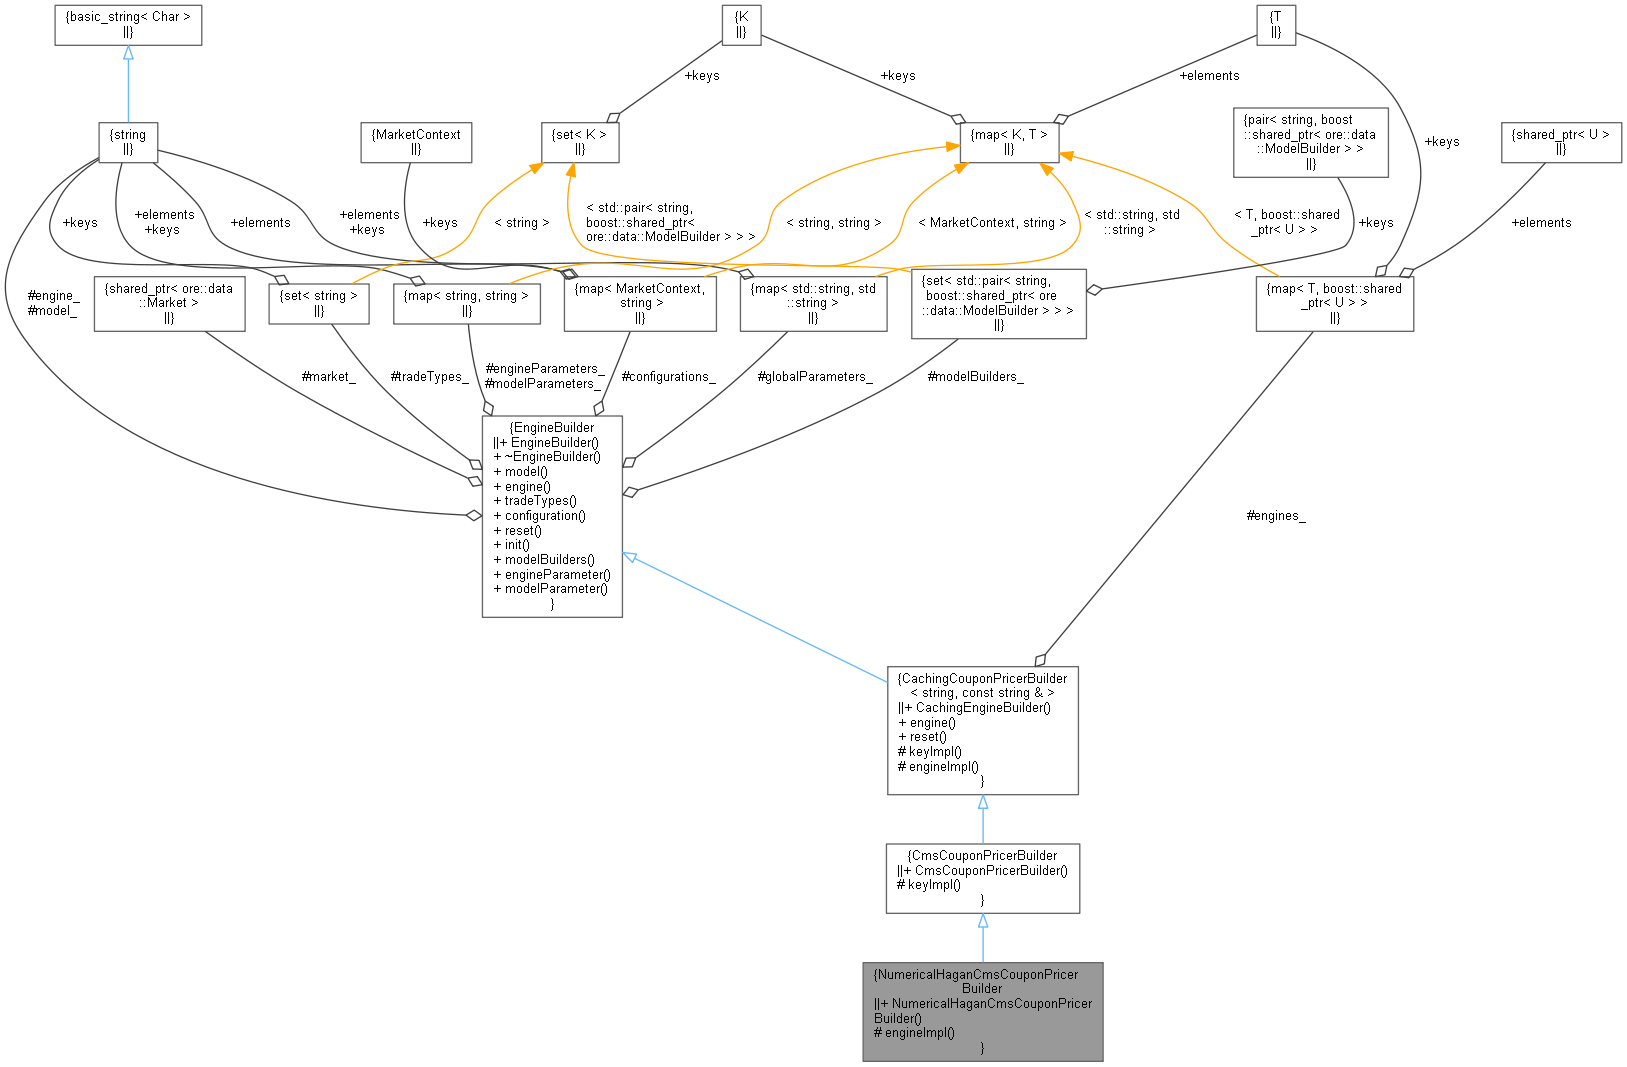 {basic_string< Char >
||}
{K
||}
{T
||}
+keys
+keys
+elements
{string
||}
{MarketContext
||}
{set< K >
||}
{map< K, T >
||}
{pair< string, boost
::shared_ptr< ore::data
::ModelBuilder > >
||}
{shared_ptr< U >
||}
+keys
+keys
+elements
+keys
+elements
+elements
+keys
+keys
< string >
< std::pair< string,
boost::shared_ptr<
ore::data::ModelBuilder > > >
< string, string >
< MarketContext, string >
< std::string, std
::string >
< T, boost::shared
_ptr< U > >
+keys
+elements
#engine_
#model_
{shared_ptr< ore::data
::Market >
||}
{set< string >
||}
{map< string, string >
||}
{map< MarketContext,
string >
||}
{map< std::string, std
::string >
||}
{set< std::pair< string,
boost::shared_ptr< ore
::data::ModelBuilder > > >
||}
{map< T, boost::shared
_ptr< U > >
||}
#market_
#tradeTypes_
#engineParameters_
#modelParameters_
#configurations_
#globalParameters_
#modelBuilders_
{EngineBuilder
||+ EngineBuilder()
+ ~EngineBuilder()
+ model()
+ engine()
+ tradeTypes()
+ configuration()
+ reset()
+ init()
+ modelBuilders()
+ engineParameter()
+ modelParameter()
}
#engines_
{CachingCouponPricerBuilder
< string, const string & >
||+ CachingEngineBuilder()
+ engine()
+ reset()
# keyImpl()
# engineImpl()
}
{CmsCouponPricerBuilder
||+ CmsCouponPricerBuilder()
# keyImpl()
}
{NumericalHaganCmsCouponPricer
Builder
||+ NumericalHaganCmsCouponPricer
Builder()
# engineImpl()
}